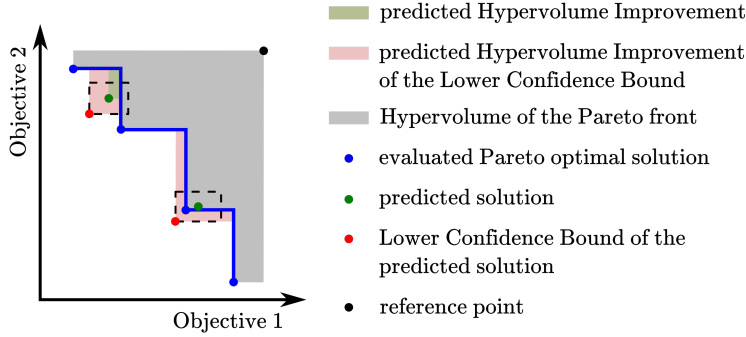 predicted Hypervolume Improvement
predicted Hypervolume Improvement
of the Lower Confidence Bound
Hypervolume of the Pareto front
evaluated Pareto optimal solution
predicted solution
Lower Confidence Bound of the
predicted solution
reference point
Objective 2
Objective 1